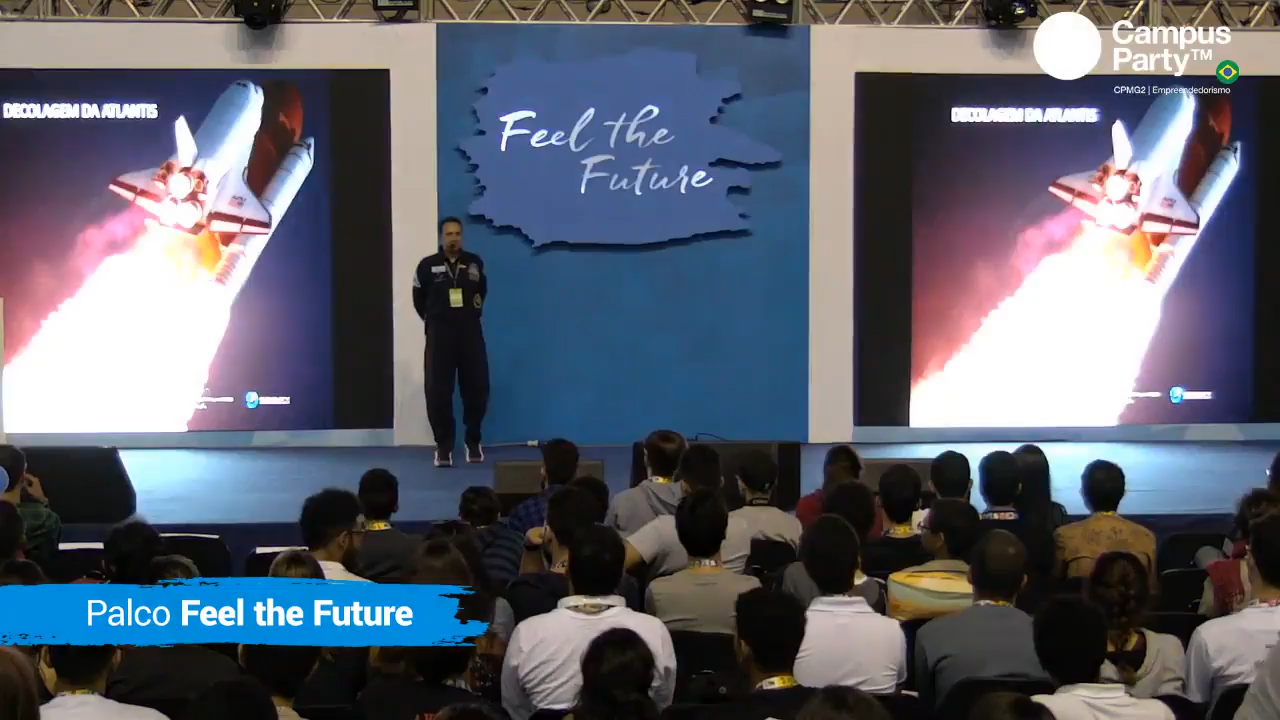 Campus
Party™
CPMG2 | Empreendedorismo
DECOLAGEM DA ATLANTIS
DECOLAGEM DA ATLANTIS
Feel the
Future
Palco Feel the Future